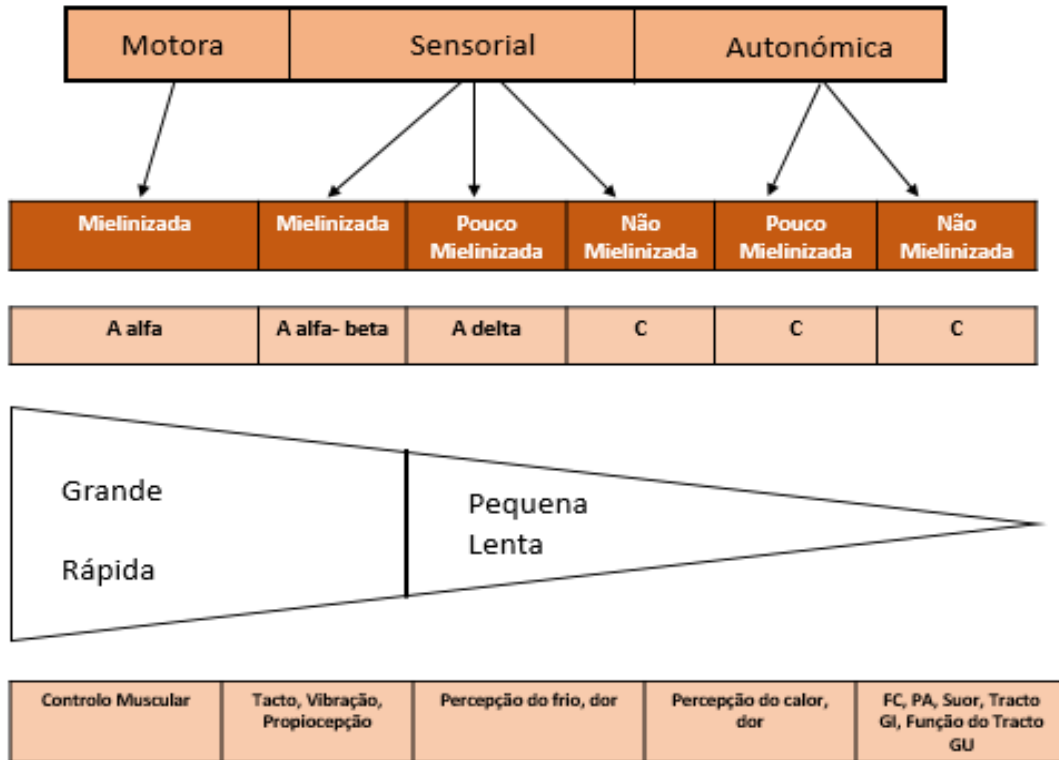 Motora
Sensorial
Autonómica
Mielinizada
Mielinizada
Pouco
Mielinizada
Não
Mielinizada
Pouco
Mielinizada
Não
Mielinizada
A alfa
A alfa- beta
A delta
C
C
C
Grande
Rápida
Pequena
Lenta
Controlo Muscular
Tacto, Vibração,
Propiocepção
Percepção do frio, dor
Percepção do calor,
dor
FC, PA, Suor, Tracto
GI, Função do Tracto
GU